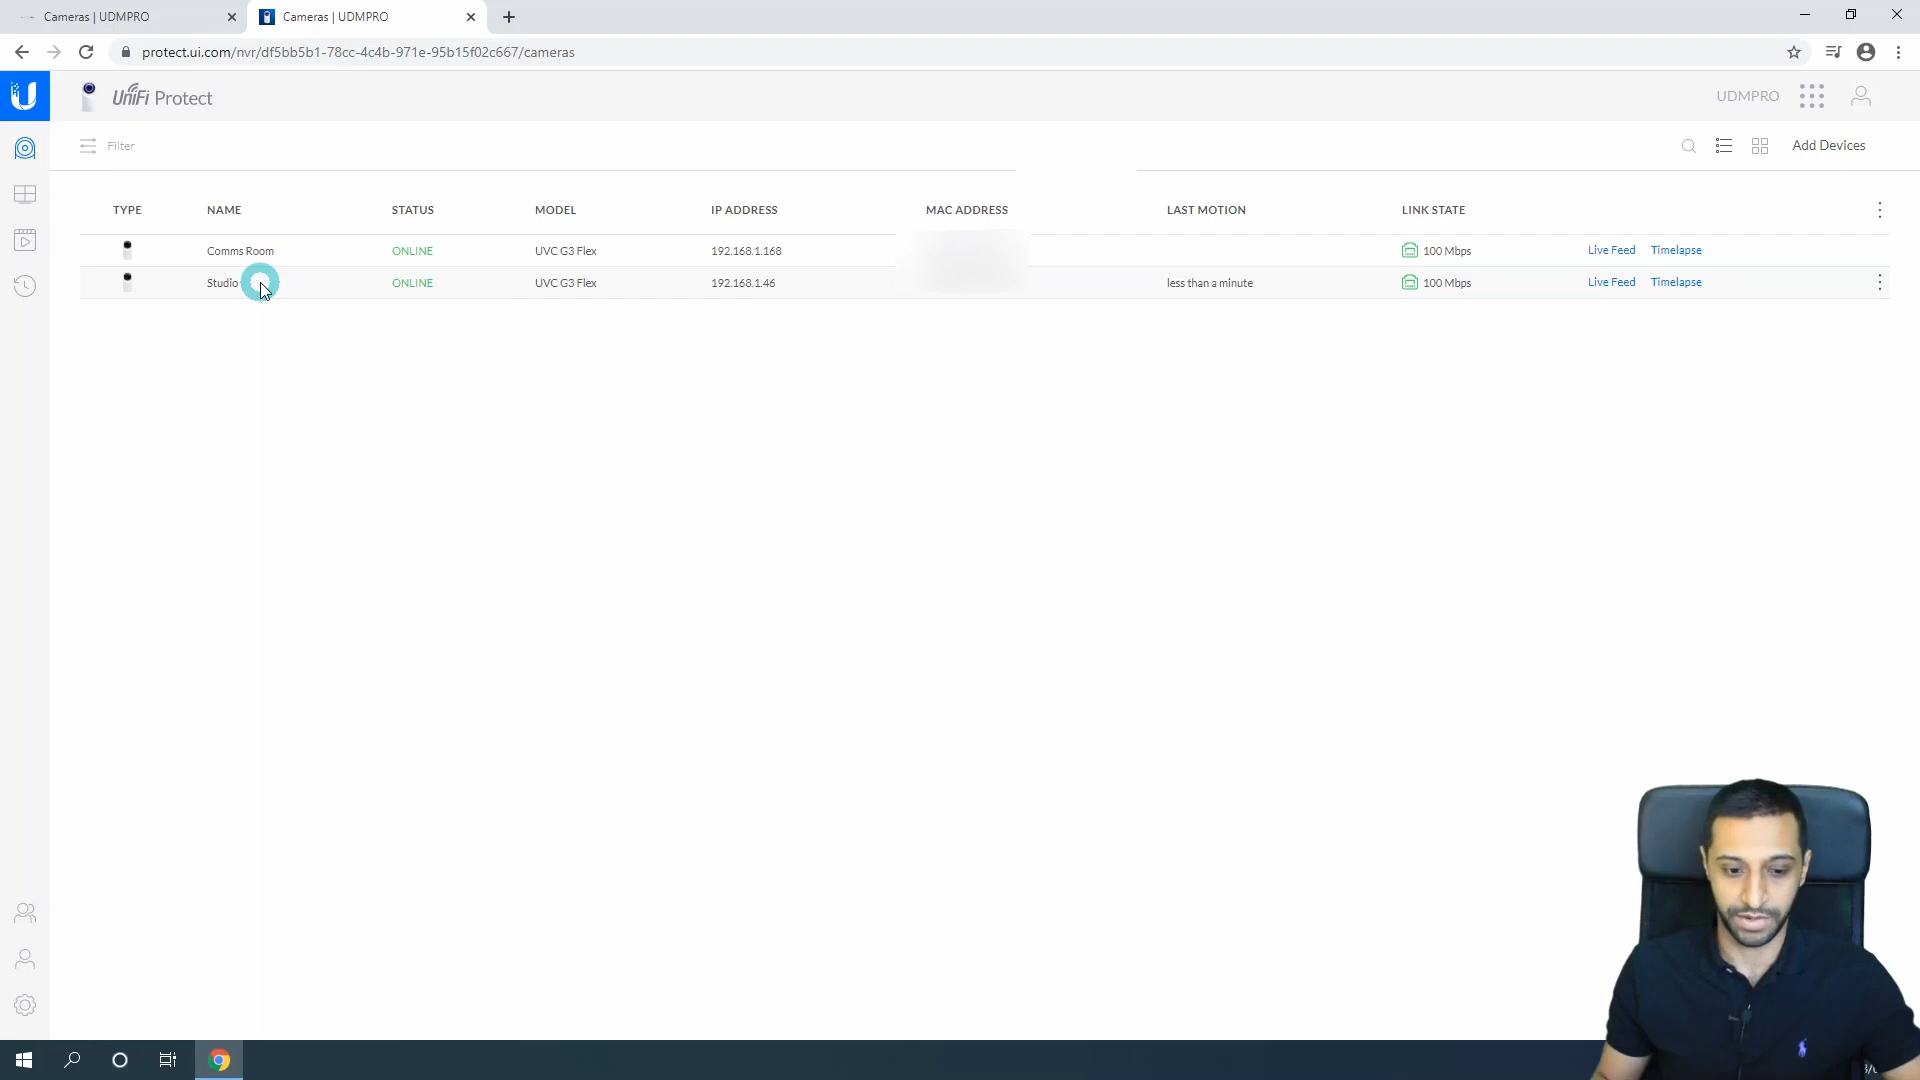 Cameras | UDMPRO
Cameras | UDMPRO
protect.ui.com/nvr/df5bb5b1-78cc-4c4b-971e-95b15f02c667/cameras
UniFi Protect
UDMPRO
Filter
Add Devices
TYPE NAME STATUS MODEL IP ADDRESS MAC ADDRESS LAST MOTION LINK STATE
Comms Room ONLINE UVC G3 Flex 192.168.1.168 100 Mbps Live Feed Timelapse
Studio ONLINE UVC G3 Flex 192.168.1.46 less than a minute 100 Mbps Live Feed Timelapse